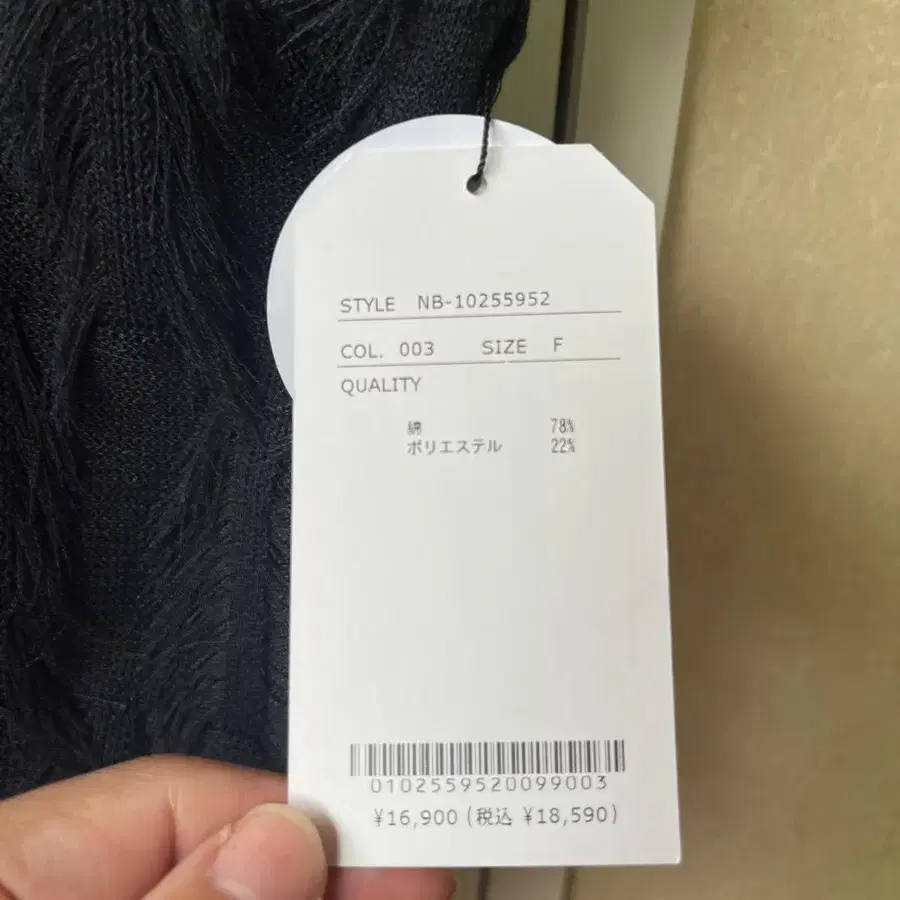 STYLE NB-10255952
COL. 003 SIZE F
QUALITY
綿 78%
ポリエステル 22%
0102559520099003
¥16,900 (税込 ¥18,590)